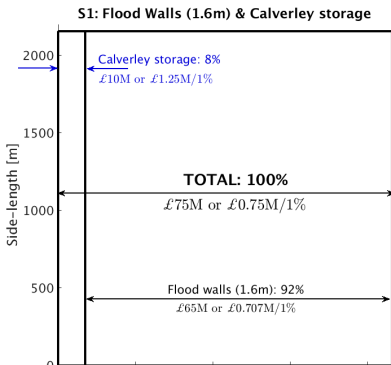 S1: Flood Walls (1.6m) & Calverley storage
2000
Calverley storage: 8%
£10M or £1.25M/1%
1500
TOTAL: 100%
£75M or £0.75M/1%
1000
Side-length [m]
500
Flood walls (1.6m): 92%
£65M or £0.707M/1%
0